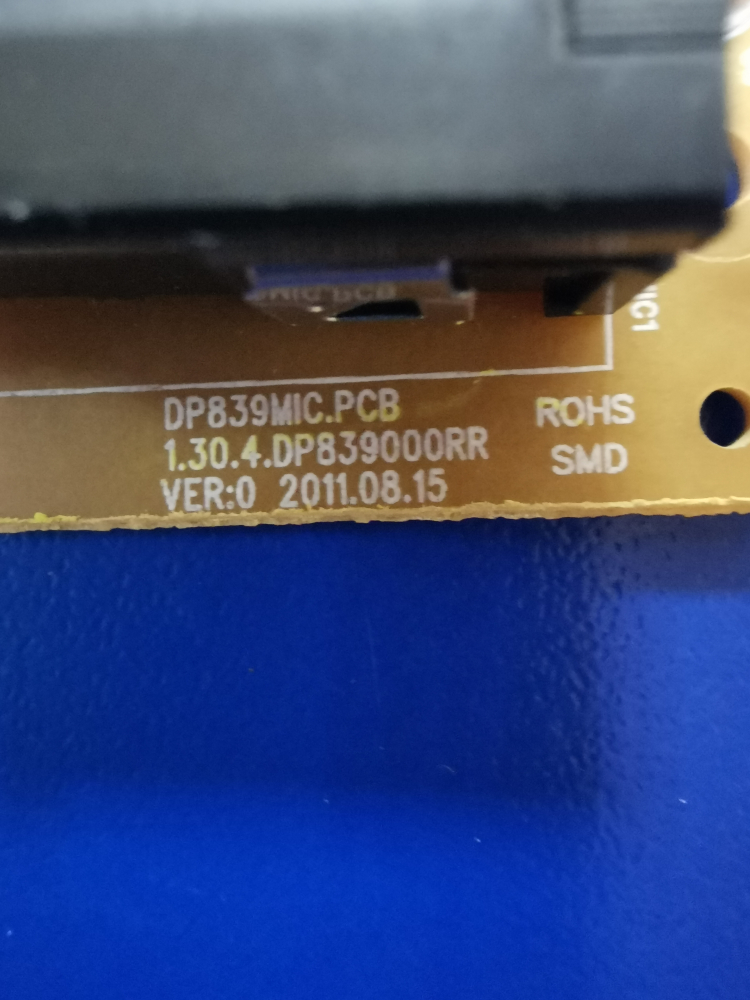 DP839MIC.PCB
1.30.4.DP839000RR
VER:0 2011.08.15
ROHS
SMD